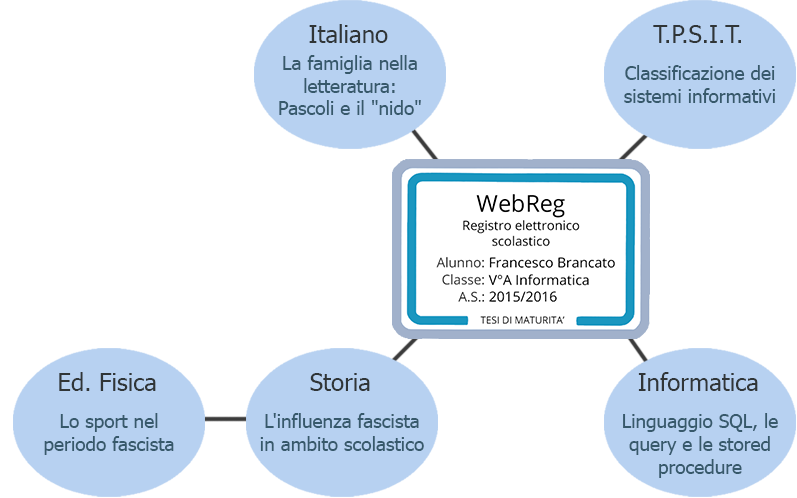 Italiano
La famiglia nella
letteratura:
Pascoli e il "nido"
T.P.S.I.T.
Classificazione dei
sistemi informativi
WebReg
Registro elettronico
scolastico
Alunno: Francesco Brancato
Classe: V°A Informatica
A.S.: 2015/2016
TESI DI MATURITA'
Ed. Fisica
Lo sport nel
periodo fascista
Storia
L'influenza fascista
in ambito scolastico
Informatica
Linguaggio SQL, le
query e le stored
procedure